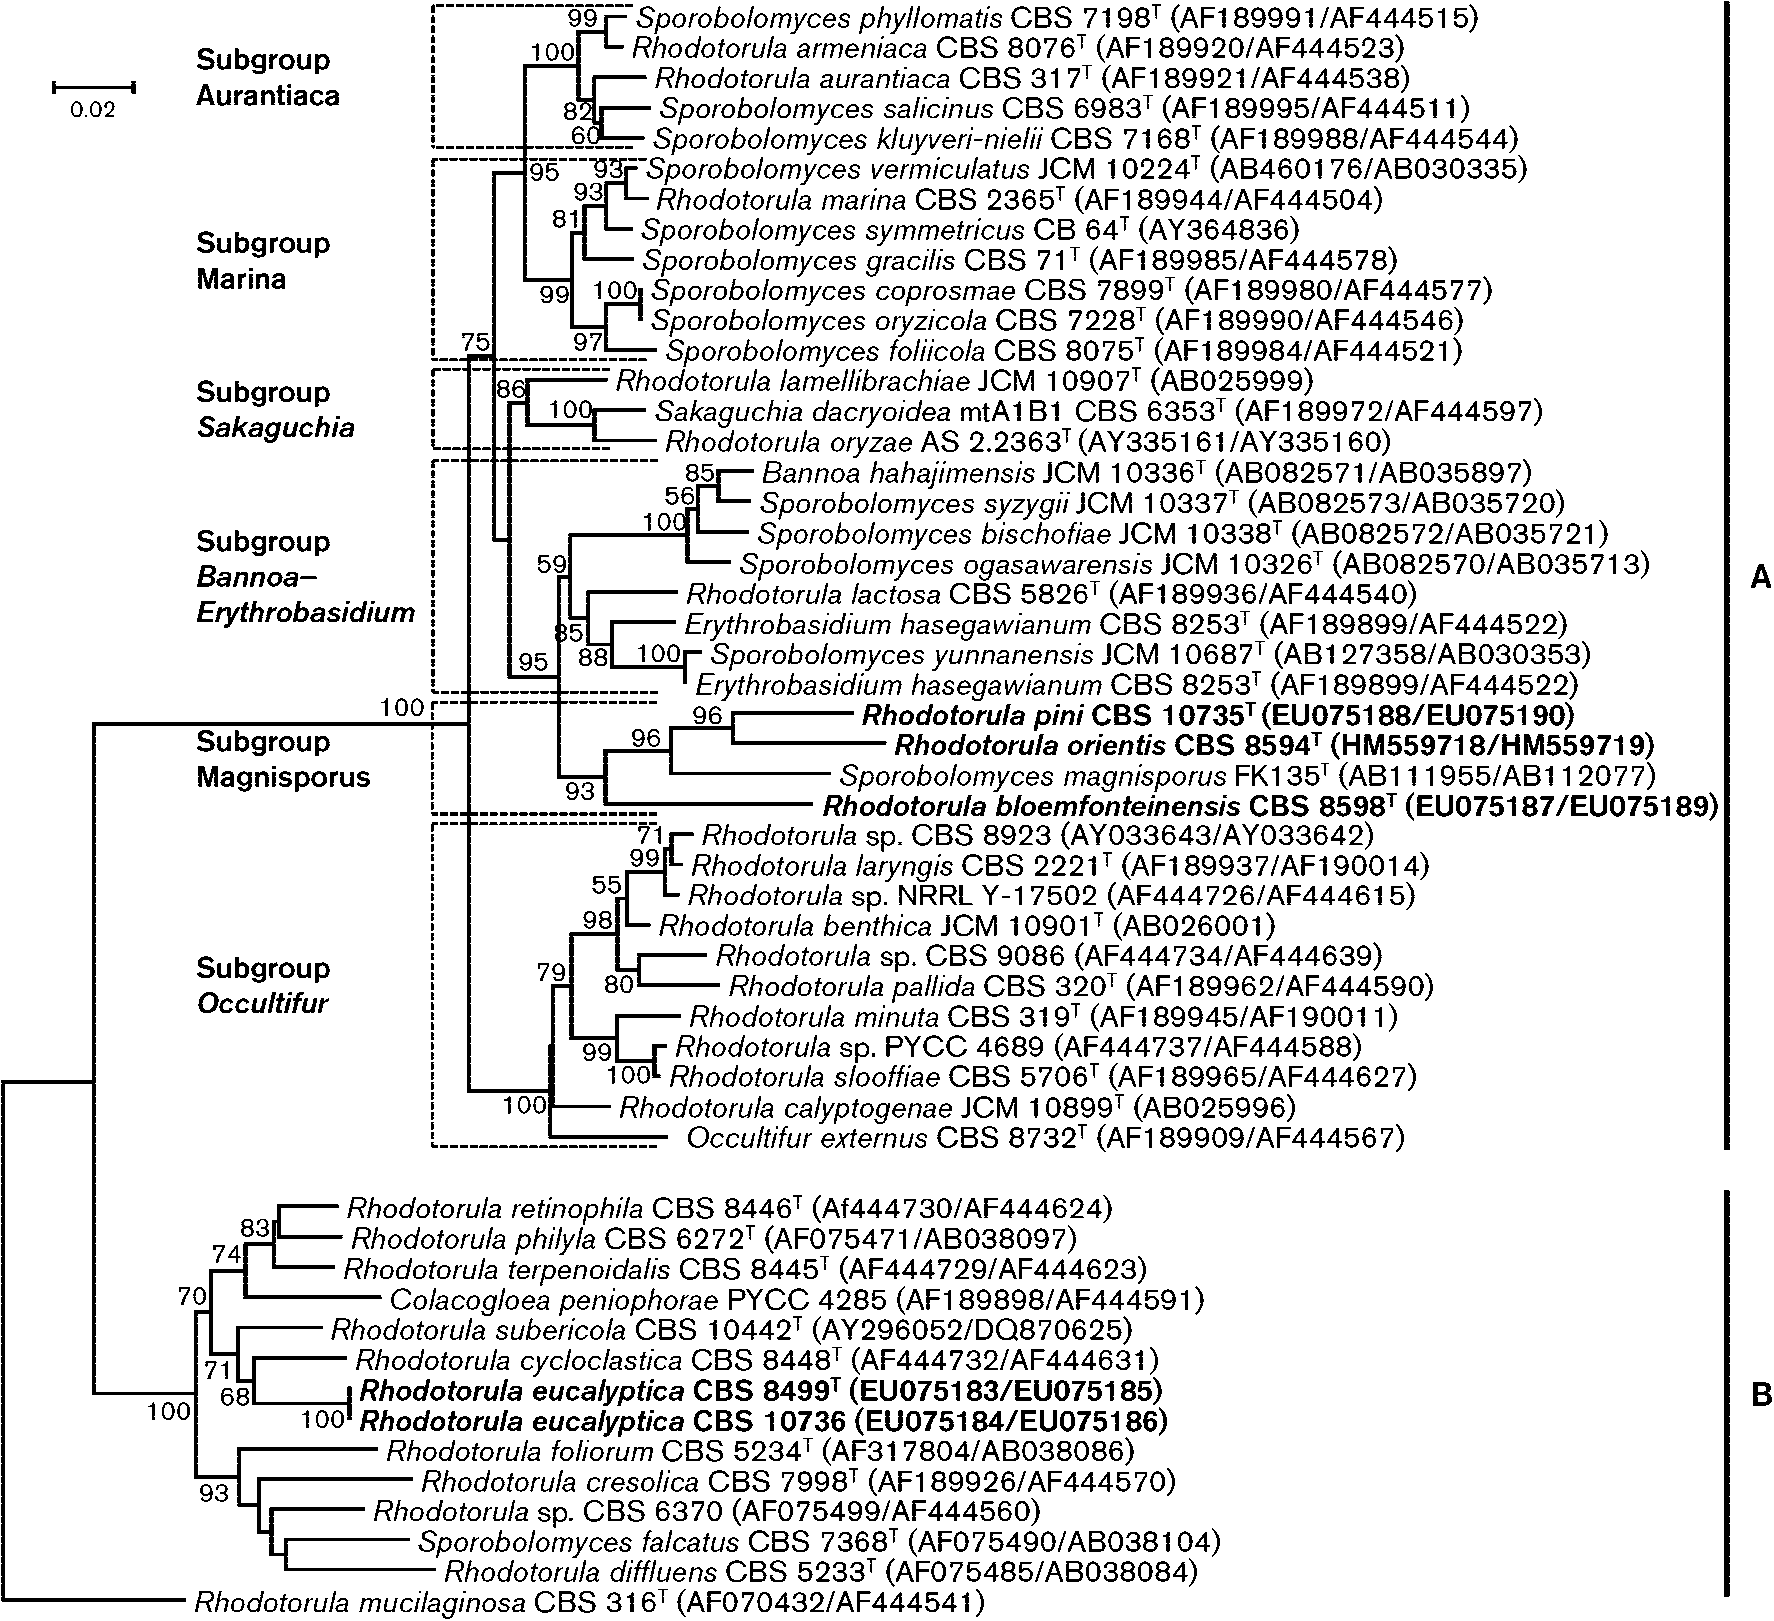 99 Sporobolomyces phyllomatis CBS 7198T (AF189991/AF444515)
100 Rhodotorula armeniaca CBS 8076T (AF189920/AF444523)
Subgroup
Aurantiaca
0.02
Rhodotorula aurantiaca CBS 317T (AF189921/AF444538)
82 Sporobolomyces salicinus CBS 6983T (AF189995/AF444511)
60 Sporobolomyces kluyveri-nielii CBS 7168T (AF189988/AF444544)
95 93 Sporobolomyces vermiculatus JCM 10224T (AB460176/AB030335)
93 Rhodotorula marina CBS 2365T (AF189944/AF444504)
81 Sporobolomyces symmetricus CB 64T (AY364836)
Subgroup
Marina
Sporobolomyces gracilis CBS 71T (AF189985/AF444578)
99 100 Sporobolomyces coprosmae CBS 7899T (AF189980/AF444577)
Sporobolomyces oryzicola CBS 7228T (AF189990/AF444546)
75 97 Sporobolomyces foliicola CBS 8075T (AF189984/AF444521)
Subgroup
Sakaguchia
86 Rhodotorula lamellibrachiae JCM 10907T (AB025999)
100 Sakaguchia dacryoidea mtA1B1 CBS 6353T (AF189972/AF444597)
Rhodotorula oryzae AS 2.2363T (AY335161/AY335160)
85 Bannoa hahajimensis JCM 10336T (AB082571/AB035897)
56 Sporobolomyces syzygii JCM 10337T (AB082573/AB035720)
100 Sporobolomyces bischofiae JCM 10338T (AB082572/AB035721)
Subgroup
Bannoa–
Erythrobasidium
59 Sporobolomyces ogasawarensis JCM 10326T (AB082570/AB035713)
A
Rhodotorula lactosa CBS 5826T (AF189936/AF444540)
85 Erythrobasidium hasegawianum CBS 8253T (AF189899/AF444522)
95 88 100 Sporobolomyces yunnanensis JCM 10687T (AB127358/AB030353)
Erythrobasidium hasegawianum CBS 8253T (AF189899/AF444522)
100 96 Rhodotorula pini CBS 10735T (EU075188/EU075190)
Subgroup
Magnisporus
96 Rhodotorula orientis CBS 8594T (HM559718/HM559719)
Sporobolomyces magnisporus FK135T (AB111955/AB112077)
93 Rhodotorula bloemfonteinensis CBS 8598T (EU075187/EU075189)
71 Rhodotorula sp. CBS 8923 (AY033643/AY033642)
99 Rhodotorula laryngis CBS 2221T (AF189937/AF190014)
55 Rhodotorula sp. NRRL Y-17502 (AF444726/AF444615)
98 Rhodotorula benthica JCM 10901T (AB026001)
Subgroup
Occultifur
Rhodotorula sp. CBS 9086 (AF444734/AF444639)
79 80 Rhodotorula pallida CBS 320T (AF189962/AF444590)
Rhodotorula minuta CBS 319T (AF189945/AF190011)
99 Rhodotorula sp. PYCC 4689 (AF444737/AF444588)
100 Rhodotorula slooffiae CBS 5706T (AF189965/AF444627)
100 Rhodotorula calyptogenae JCM 10899T (AB025996)
Occultifur externus CBS 8732T (AF189909/AF444567)
Rhodotorula retinophila CBS 8446T (Af444730/AF444624)
83 Rhodotorula philyla CBS 6272T (AF075471/AB038097)
74 Rhodotorula terpenoidalis CBS 8445T (AF444729/AF444623)
70 Colacogloea peniophorae PYCC 4285 (AF189898/AF444591)
Rhodotorula subericola CBS 10442T (AY296052/DQ870625)
71 Rhodotorula cycloclastica CBS 8448T (AF444732/AF444631)
68 Rhodotorula eucalyptica CBS 8499T (EU075183/EU075185)
B
100 100 Rhodotorula eucalyptica CBS 10736 (EU075184/EU075186)
Rhodotorula foliorum CBS 5234T (AF317804/AB038086)
93 Rhodotorula cresolica CBS 7998T (AF189926/AF444570)
Rhodotorula sp. CBS 6370 (AF075499/AF444560)
Sporobolomyces falcatus CBS 7368T (AF075490/AB038104)
Rhodotorula diffluens CBS 5233T (AF075485/AB038084)
Rhodotorula mucilaginosa CBS 316T (AF070432/AF444541)